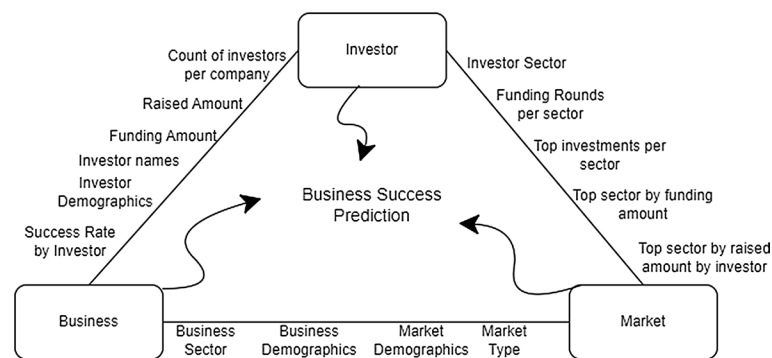 Investor
Count of investors
per company
Raised Amount
Funding Amount
Investor names
Investor
Demographics
Success Rate
by Investor
Investor Sector
Funding Rounds
per sector
Top investments per
sector
Top sector by funding
amount
Top sector by raised
amount by investor
Business Success
Prediction
Business
Market
Business
Sector
Business
Demographics
Market
Demographics
Market
Type